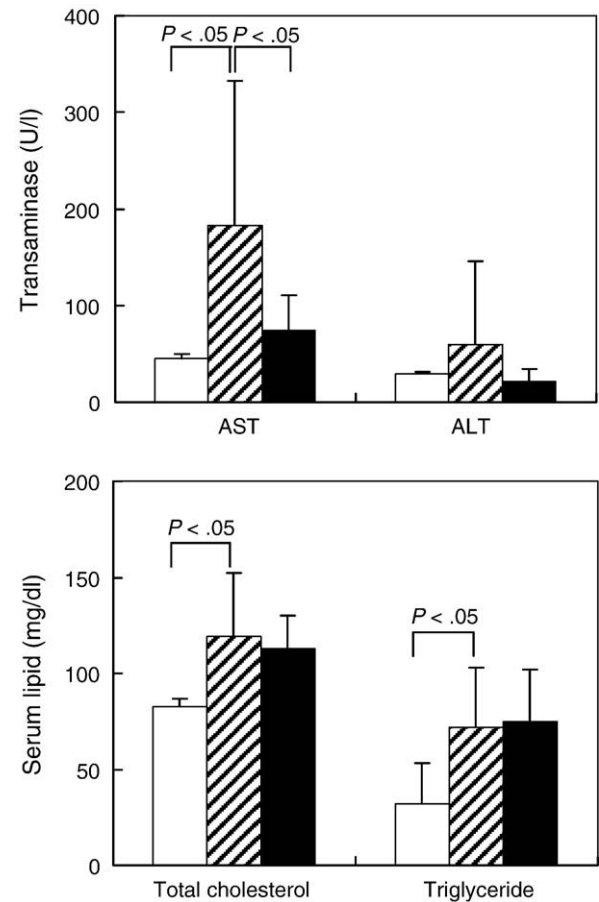 400
300
200
100
0
Transaminase (U/l)
P < .05 P < .05
AST ALT
200
150
100
50
0
Serum lipid (mg/dl)
P < .05
P < .05
Total cholesterol Triglyceride